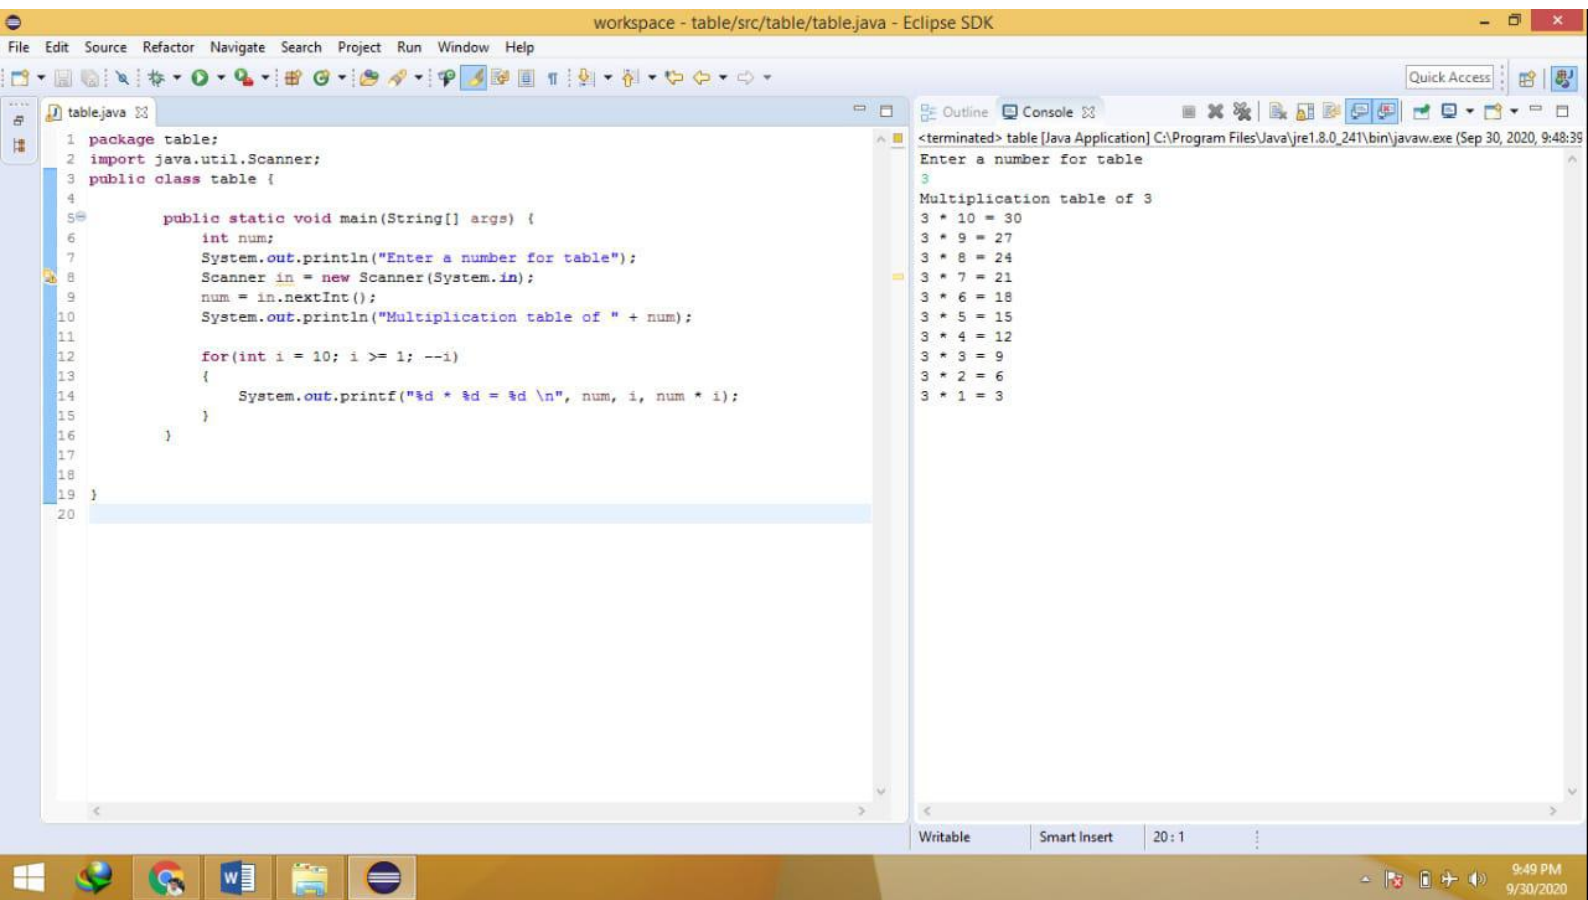 workspace - table/src/table/table.java - Eclipse SDK
File Edit Source Refactor Navigate Search Project Run Window Help
Quick Access
table.java
1 package table;
2 import java.util.Scanner;
3 public class table {
4
5 public static void main(String[] args) {
6 int num;
7 System.out.println("Enter a number for table");
8 Scanner in = new Scanner(System.in);
9 num = in.nextInt();
10 System.out.println("Multiplication table of " + num);
11
12 for(int i = 10; i >= 1; --i)
13 {
14 System.out.printf("%d * %d = %d \n", num, i, num * i);
15 }
16 }
17
18
19 }
20
Outline Console
<terminated> table [Java Application] C:\Program Files\Java\jre1.8.0_241\bin\javaw.exe (Sep 30, 2020, 9:48:39
Enter a number for table
3
Multiplication table of 3
3 * 10 = 30
3 * 9 = 27
3 * 8 = 24
3 * 7 = 21
3 * 6 = 18
3 * 5 = 15
3 * 4 = 12
3 * 3 = 9
3 * 2 = 6
3 * 1 = 3
Writable Smart Insert 20 : 1
9:49 PM
9/30/2020